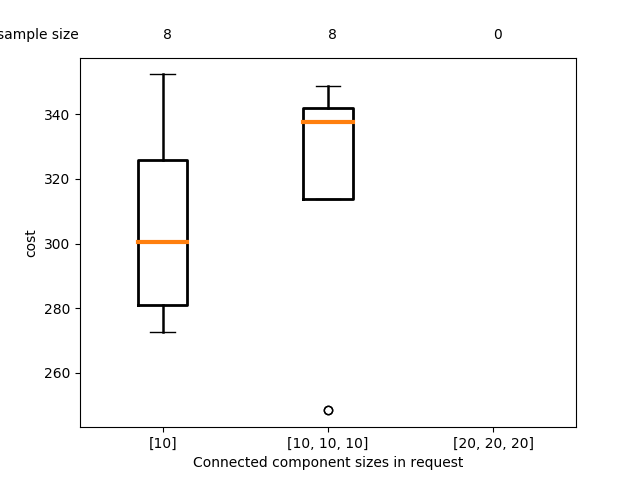 sample size 8 8 0
340
320
300
280
260
cost
[10] [10, 10, 10] [20, 20, 20]
Connected component sizes in request